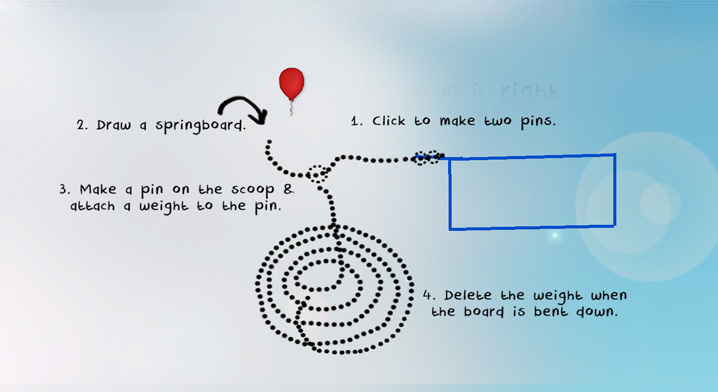 move it right
2. Draw a springboard.
1. Click to make two pins.
3. Make a pin on the scoop &
attach a weight to the pin.
4. Delete the weight when
the board is bent down.